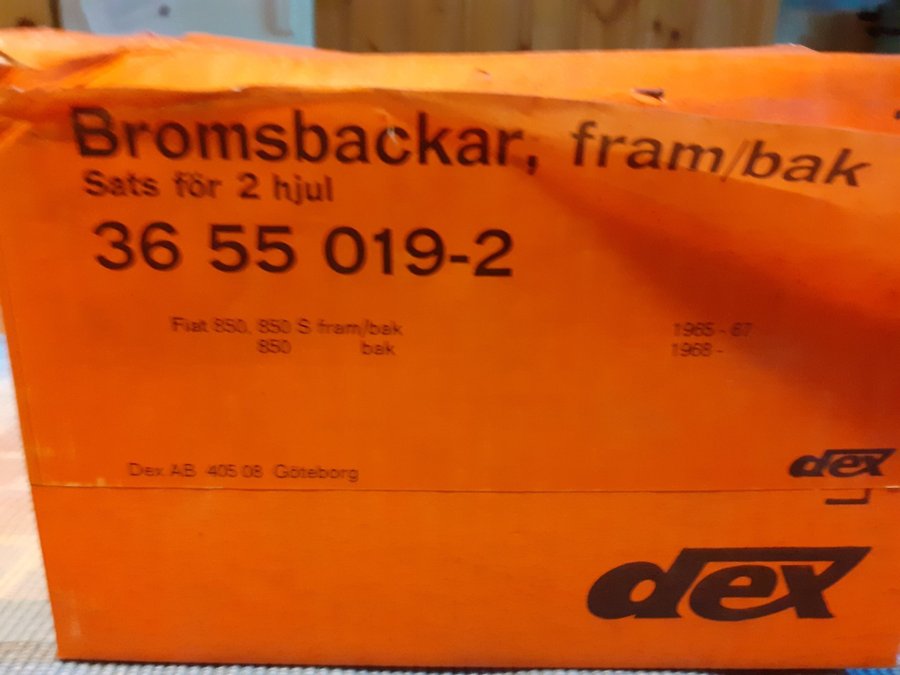 Bromsbackar, fram/bak
Sats för 2 hjul
36 55 019-2
Fiat 850, 850 S fram/bak 1965 - 67
850 bak 1968 -
Dex AB 405 08 Göteborg
dex
dex